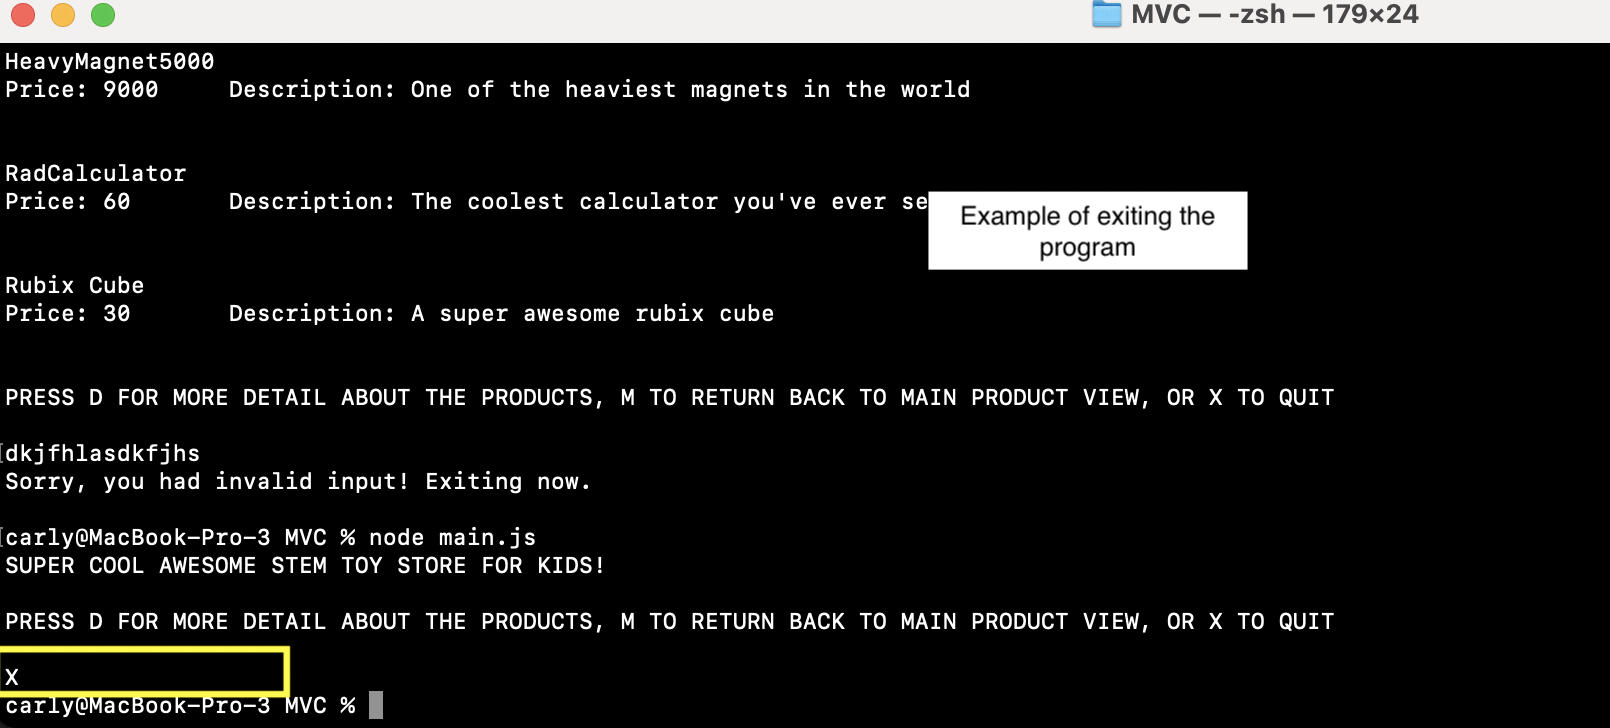 MVC — -zsh — 179×24
HeavyMagnet5000
Price: 9000 Description: One of the heaviest magnets in the world
RadCalculator
Price: 60 Description: The coolest calculator you've ever se
Example of exiting the
program
Rubix Cube
Price: 30 Description: A super awesome rubix cube
PRESS D FOR MORE DETAIL ABOUT THE PRODUCTS, M TO RETURN BACK TO MAIN PRODUCT VIEW, OR X TO QUIT
dkjfhlasdkfjhs
Sorry, you had invalid input! Exiting now.
carly@MacBook-Pro-3 MVC % node main.js
SUPER COOL AWESOME STEM TOY STORE FOR KIDS!
PRESS D FOR MORE DETAIL ABOUT THE PRODUCTS, M TO RETURN BACK TO MAIN PRODUCT VIEW, OR X TO QUIT
X
carly@MacBook-Pro-3 MVC %